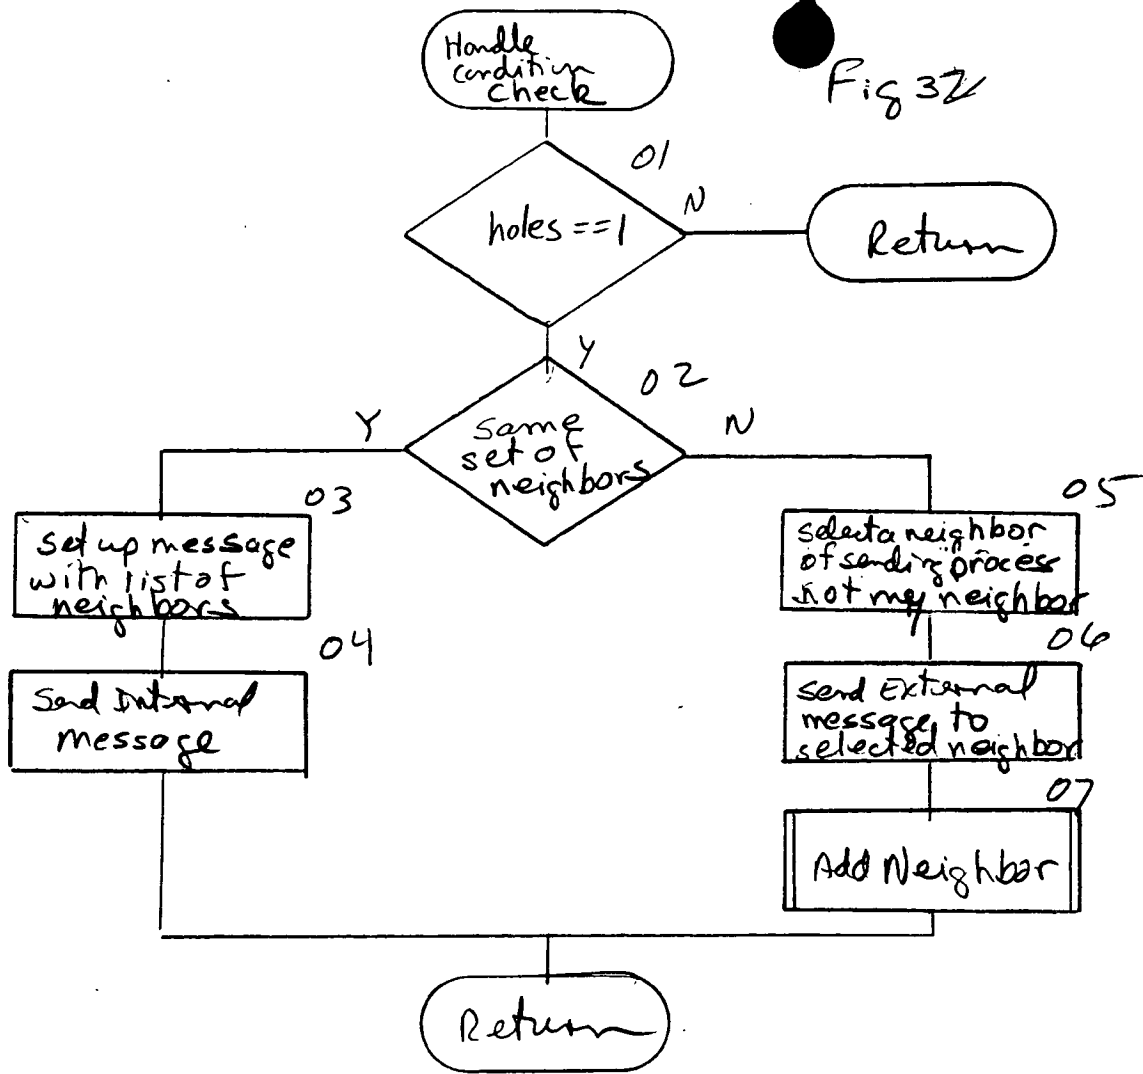 Handle
condition
check
Fig 32
01
holes == 1
N
Return
Y
02
same
set of
neighbors
Y
N
03
set up message
with list of
neighbors
05
select a neighbor
of sending process
not my neighbor
04
Send Internal
message
06
send External
message to
selected neighbor
07
Add Neighbor
Return